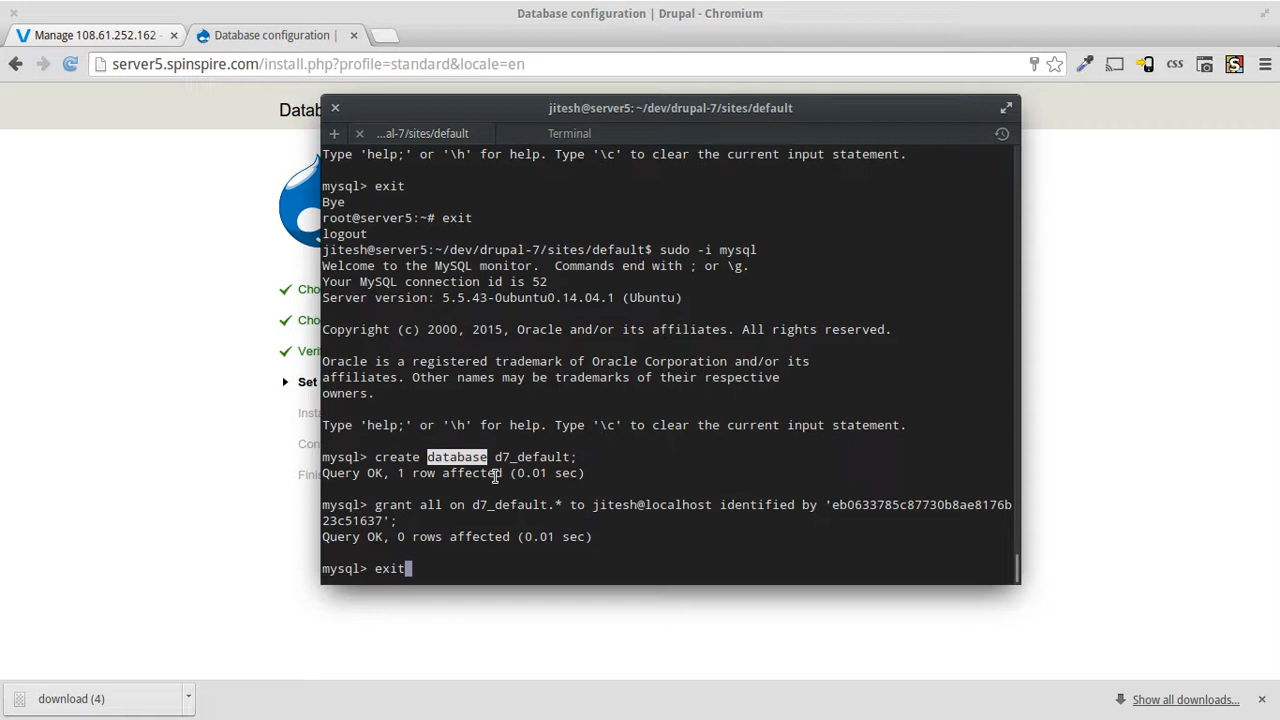 Database configuration | Drupal - Chromium
Manage 108.61.252.162
Database configuration |
server5.spinspire.com/install.php?profile=standard&locale=en
CSS
Datab
jitesh@server5: ~/dev/drupal-7/sites/default
...al-7/sites/default
Terminal
Type 'help;' or '\h' for help. Type '\c' to clear the current input statement.
mysql> exit
Bye
root@server5:~# exit
logout
jitesh@server5:~/dev/drupal-7/sites/default$ sudo -i mysql
Welcome to the MySQL monitor.  Commands end with ; or \g.
Your MySQL connection id is 52
Server version: 5.5.43-0ubuntu0.14.04.1 (Ubuntu)
Copyright (c) 2000, 2015, Oracle and/or its affiliates. All rights reserved.
Oracle is a registered trademark of Oracle Corporation and/or its
affiliates. Other names may be trademarks of their respective
owners.
Type 'help;' or '\h' for help. Type '\c' to clear the current input statement.
mysql> create database d7_default;
Query OK, 1 row affected (0.01 sec)
mysql> grant all on d7_default.* to jitesh@localhost identified by 'eb0633785c87730b8ae8176b
23c51637';
Query OK, 0 rows affected (0.01 sec)
mysql> exit
Cho
Cho
Veri
Set
Insta
Con
Finis
download (4)
Show all downloads...